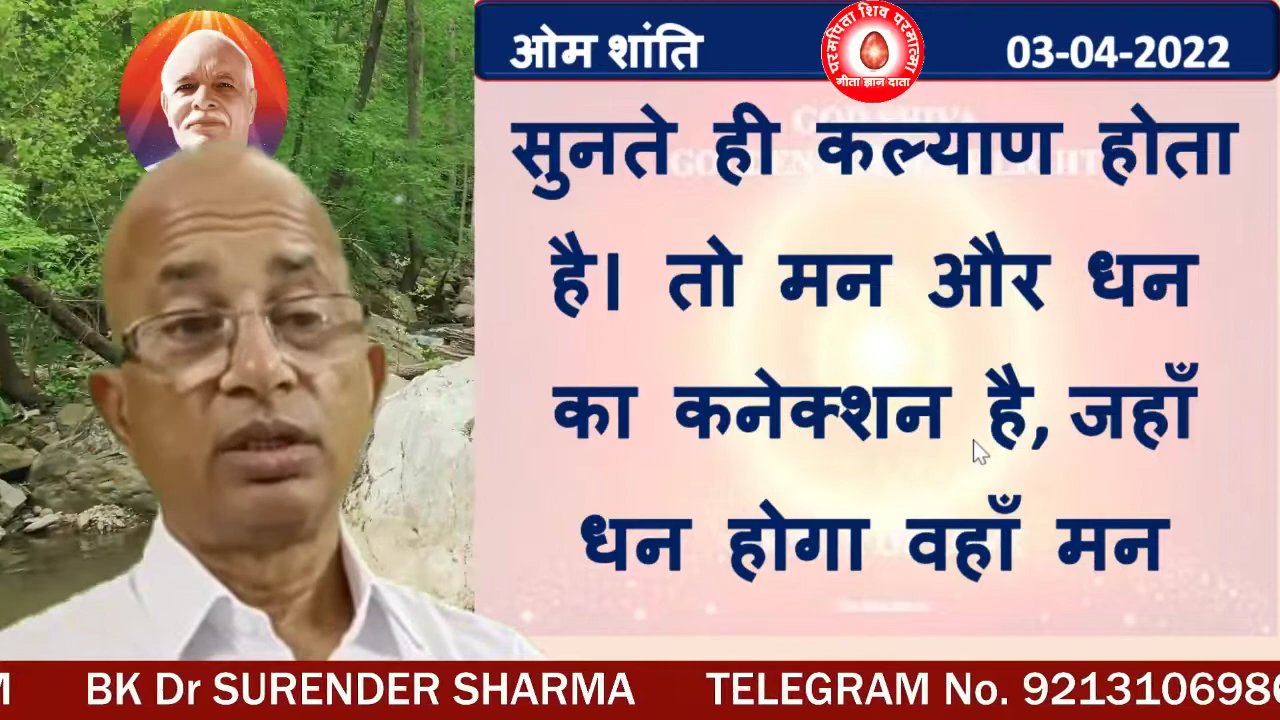 ओम शांति
परमपिता शिव परमात्मा
गीता ज्ञान दाता
03-04-2022
सुनते ही कल्याण होता
है। तो मन और धन
का कनेक्शन है, जहाँ
धन होगा वहाँ मन
BK Dr SURENDER SHARMA TELEGRAM No. 921310698